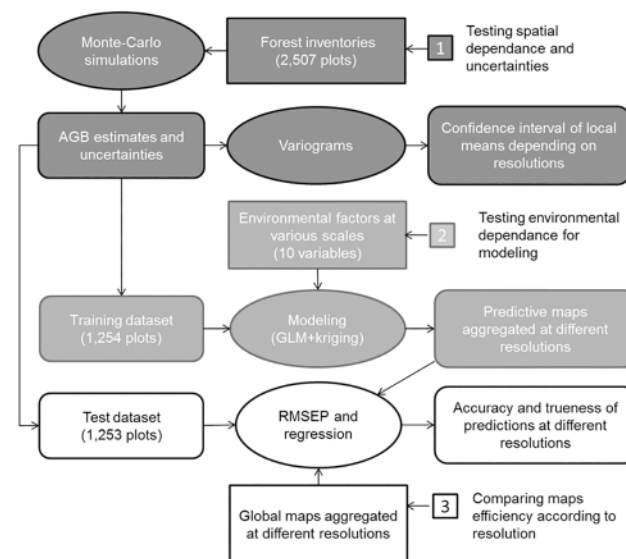 Monte-Carlo
simulations
Forest inventories
(2,507 plots)
1
Testing spatial
dependance and
uncertainties
AGB estimates and
uncertainties
Variograms
Confidence interval of local
means depending on
resolutions
Environmental factors at
various scales
(10 variables)
2
Testing environmental
dependance for
modeling
Training dataset
(1,254 plots)
Modeling
(GLM+kriging)
Predictive maps
aggregated at different
resolutions
Test dataset
(1,253 plots)
RMSEP and
regression
Accuracy and trueness of
predictions at different
resolutions
Global maps aggregated
at different resolutions
3
Comparing maps
efficiency according to
resolution